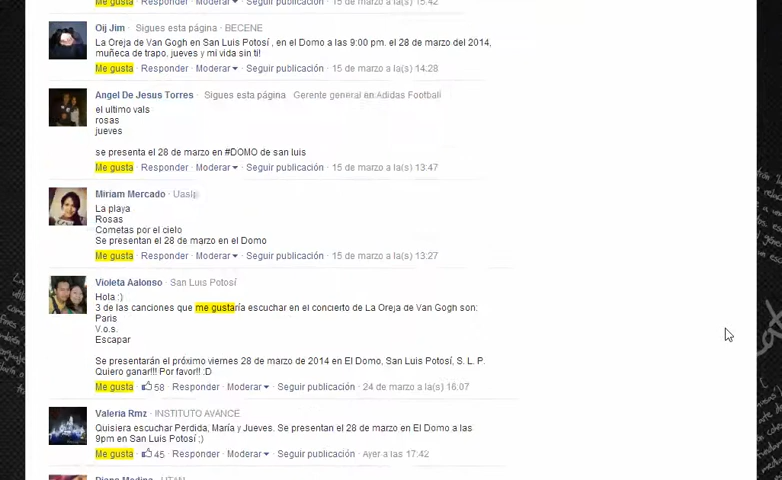 Me gusta · Responder · Moderar · Seguir publicación · 15 de marzo a la(s) 15:42
Oij Jim · Sigues esta página · BECENE
La Oreja de Van Gogh en San Luis Potosí , en el Domo a las 9:00 pm. el 28 de marzo del 2014,
muñeca de trapo, jueves y mi vida sin ti!
Me gusta · Responder · Moderar · Seguir publicación · 15 de marzo a la(s) 14:28
Angel De Jesus Torres · Sigues esta página · Gerente general en Adidas Football
el ultimo vals
rosas
jueves
se presenta el 28 de marzo en #DOMO de san luis
Me gusta · Responder · Moderar · Seguir publicación · 15 de marzo a la(s) 13:47
Miriam Mercado · Uaslp
La playa
Rosas
Cometas por el cielo
Se presentan el 28 de marzo en el Domo
Me gusta · Responder · Moderar · Seguir publicación · 15 de marzo a la(s) 13:27
Violeta Aalonso · San Luis Potosí
Hola :)
3 de las canciones que me gustaría escuchar en el concierto de La Oreja de Van Gogh son:
Paris
V.o.s.
Escapar
Se presentarán el próximo viernes 28 de marzo de 2014 en El Domo, San Luis Potosí, S. L. P.
Quiero ganar!!! Por favor!! :D
Me gusta · 58 · Responder · Moderar · Seguir publicación · 24 de marzo a la(s) 16:07
Valeria Rmz · INSTITUTO AVANCE
Quisiera escuchar Perdida, María y Jueves. Se presentan el 28 de marzo en El Domo a las
9pm en San Luis Potosí ;)
Me gusta · 45 · Responder · Moderar · Seguir publicación · Ayer a las 17:42